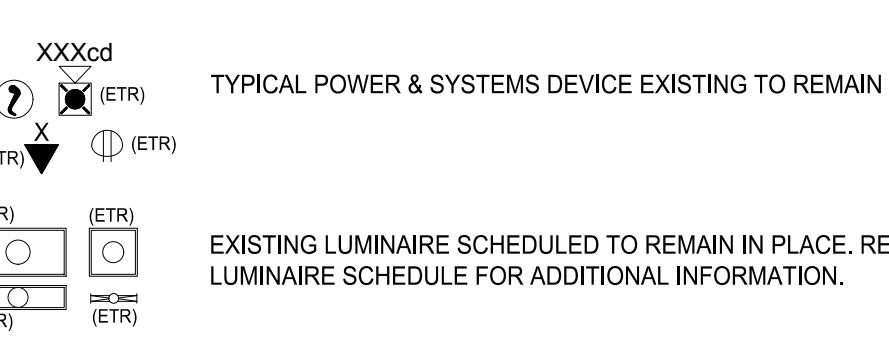 XXXcd
(ETR)
TYPICAL POWER & SYSTEMS DEVICE EXISTING TO REMAIN
X
(ETR)
(ETR)
EXISTING LUMINAIRE SCHEDULED TO REMAIN IN PLACE.
LUMINAIRE SCHEDULE FOR ADDITIONAL INFORMATION.
(ETR)